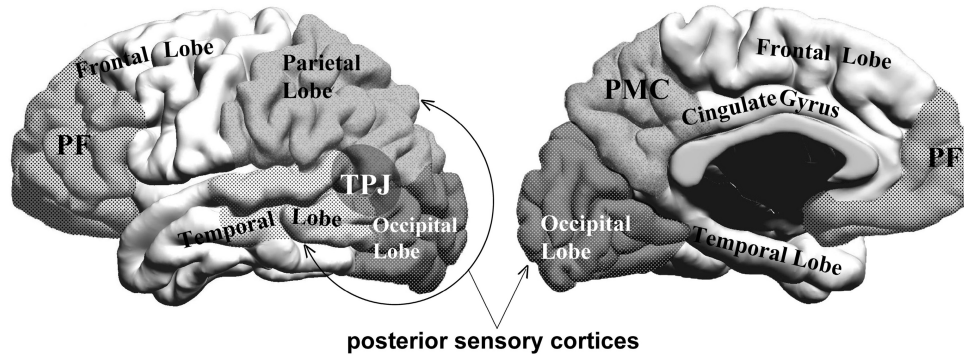 Frontal Lobe
Parietal
Lobe
PF
TPJ
Temporal Lobe
Occipital
Lobe
Frontal Lobe
PMC
Cingulate Gyrus
PF
Occipital
Lobe
Temporal Lobe
posterior sensory cortices